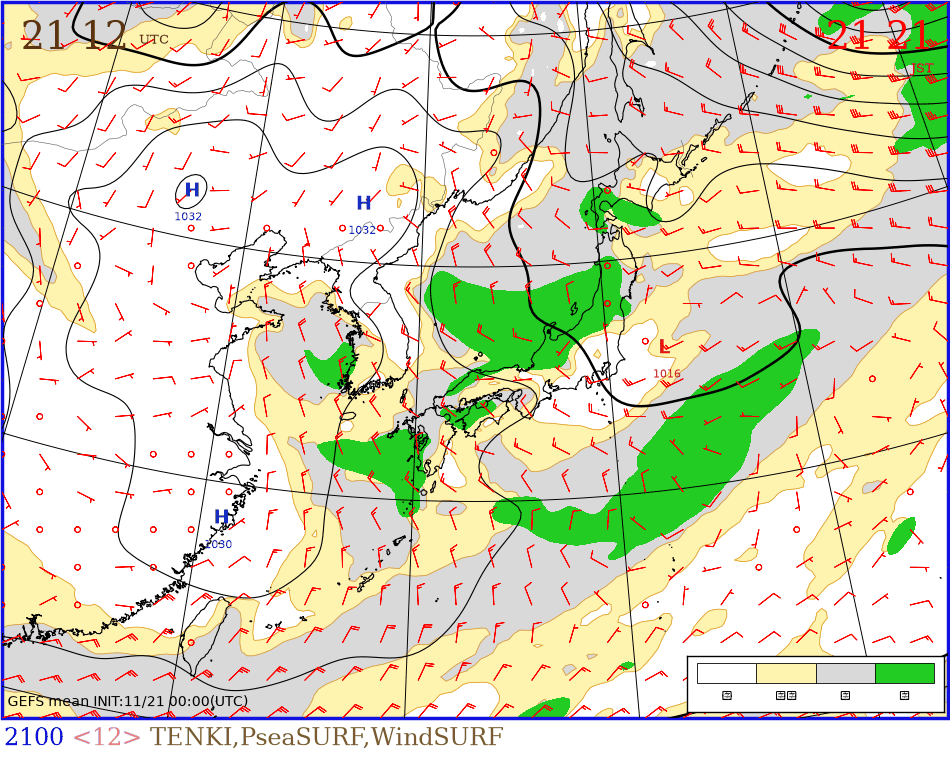 21 12 UTC
21 21
JST
H
1032
H
1032
L
1016
H
1030
GEFS mean INIT:11/21 00:00(UTC)
2100 <12> TENKI,PseaSURF,WindSURF